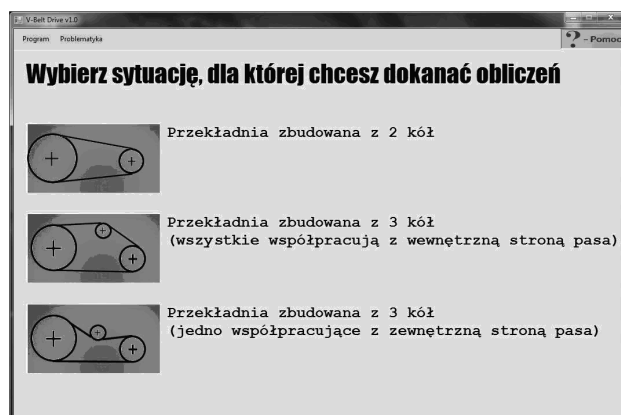 V-Belt Drive v1.0
Program Problematyka
? - Pomoc
Wybierz sytuację, dla której chcesz dokanać obliczeń
Przekładnia zbudowana z 2 kół
Przekładnia zbudowana z 3 kół
(wszystkie współpracują z wewnętrzną stroną pasa)
Przekładnia zbudowana z 3 kół
(jedno współpracujące z zewnętrzną stroną pasa)